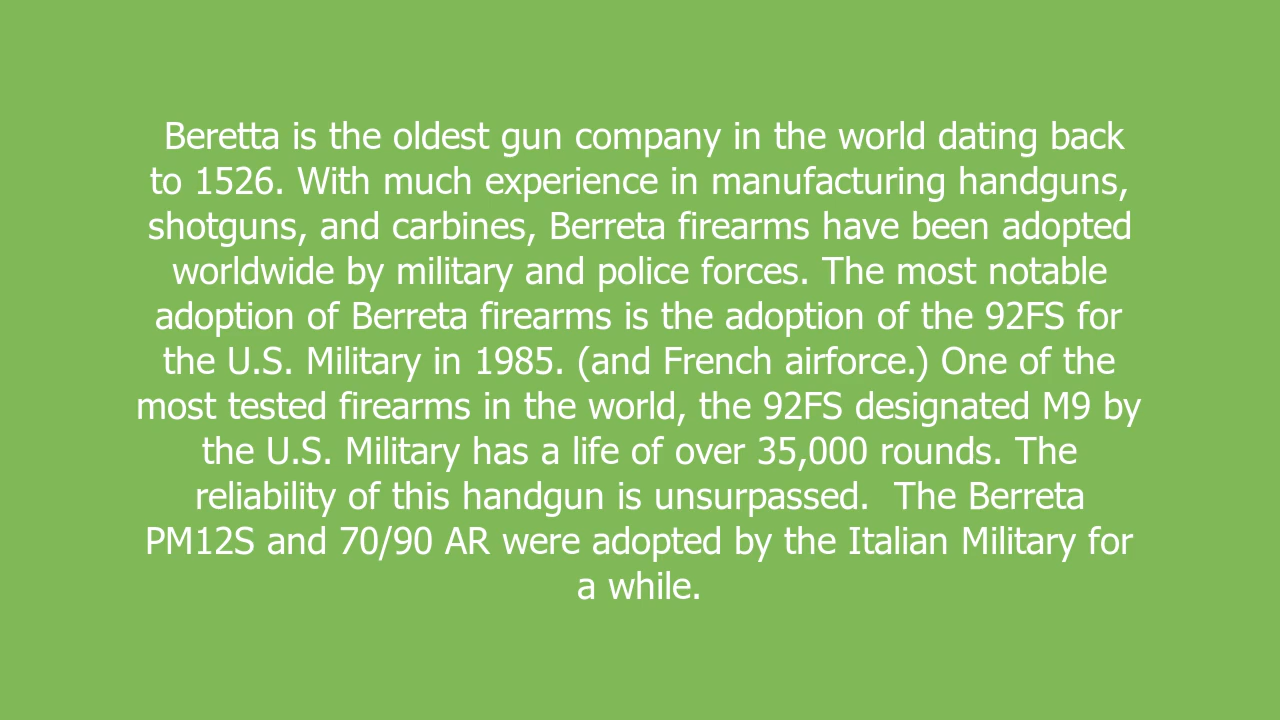 Beretta is the oldest gun company in the world dating back
to 1526. With much experience in manufacturing handguns,
shotguns, and carbines, Berreta firearms have been adopted
worldwide by military and police forces. The most notable
adoption of Berreta firearms is the adoption of the 92FS for
the U.S. Military in 1985. (and French airforce.) One of the
most tested firearms in the world, the 92FS designated M9 by
the U.S. Military has a life of over 35,000 rounds. The
reliability of this handgun is unsurpassed.  The Berreta
PM12S and 70/90 AR were adopted by the Italian Military for
a while.